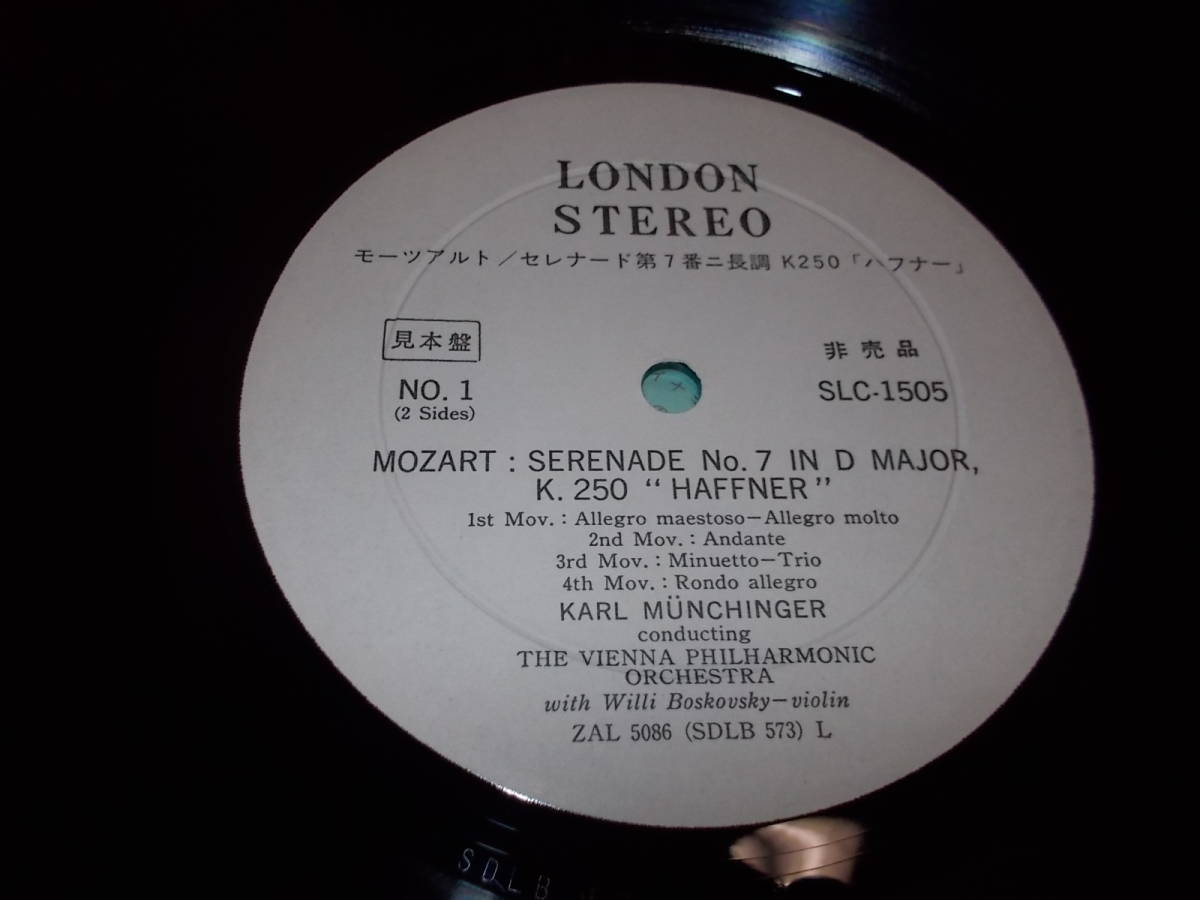 LONDON
STEREO
モーツアルト／セレナード第7番ニ長調 K250「ハフナー」
見本盤
非売品
NO. 1
SLC-1505
(2 Sides)
MOZART : SERENADE No. 7 IN D MAJOR,
K. 250 “ HAFFNER ”
1st Mov. : Allegro maestoso—Allegro molto
2nd Mov. : Andante
3rd Mov. : Minuetto—Trio
4th Mov. : Rondo allegro
KARL MÜNCHINGER
conducting
THE VIENNA PHILHARMONIC
ORCHESTRA
with Willi Boskovsky—violin
ZAL 5086 (SDLB 573) L
SDLB